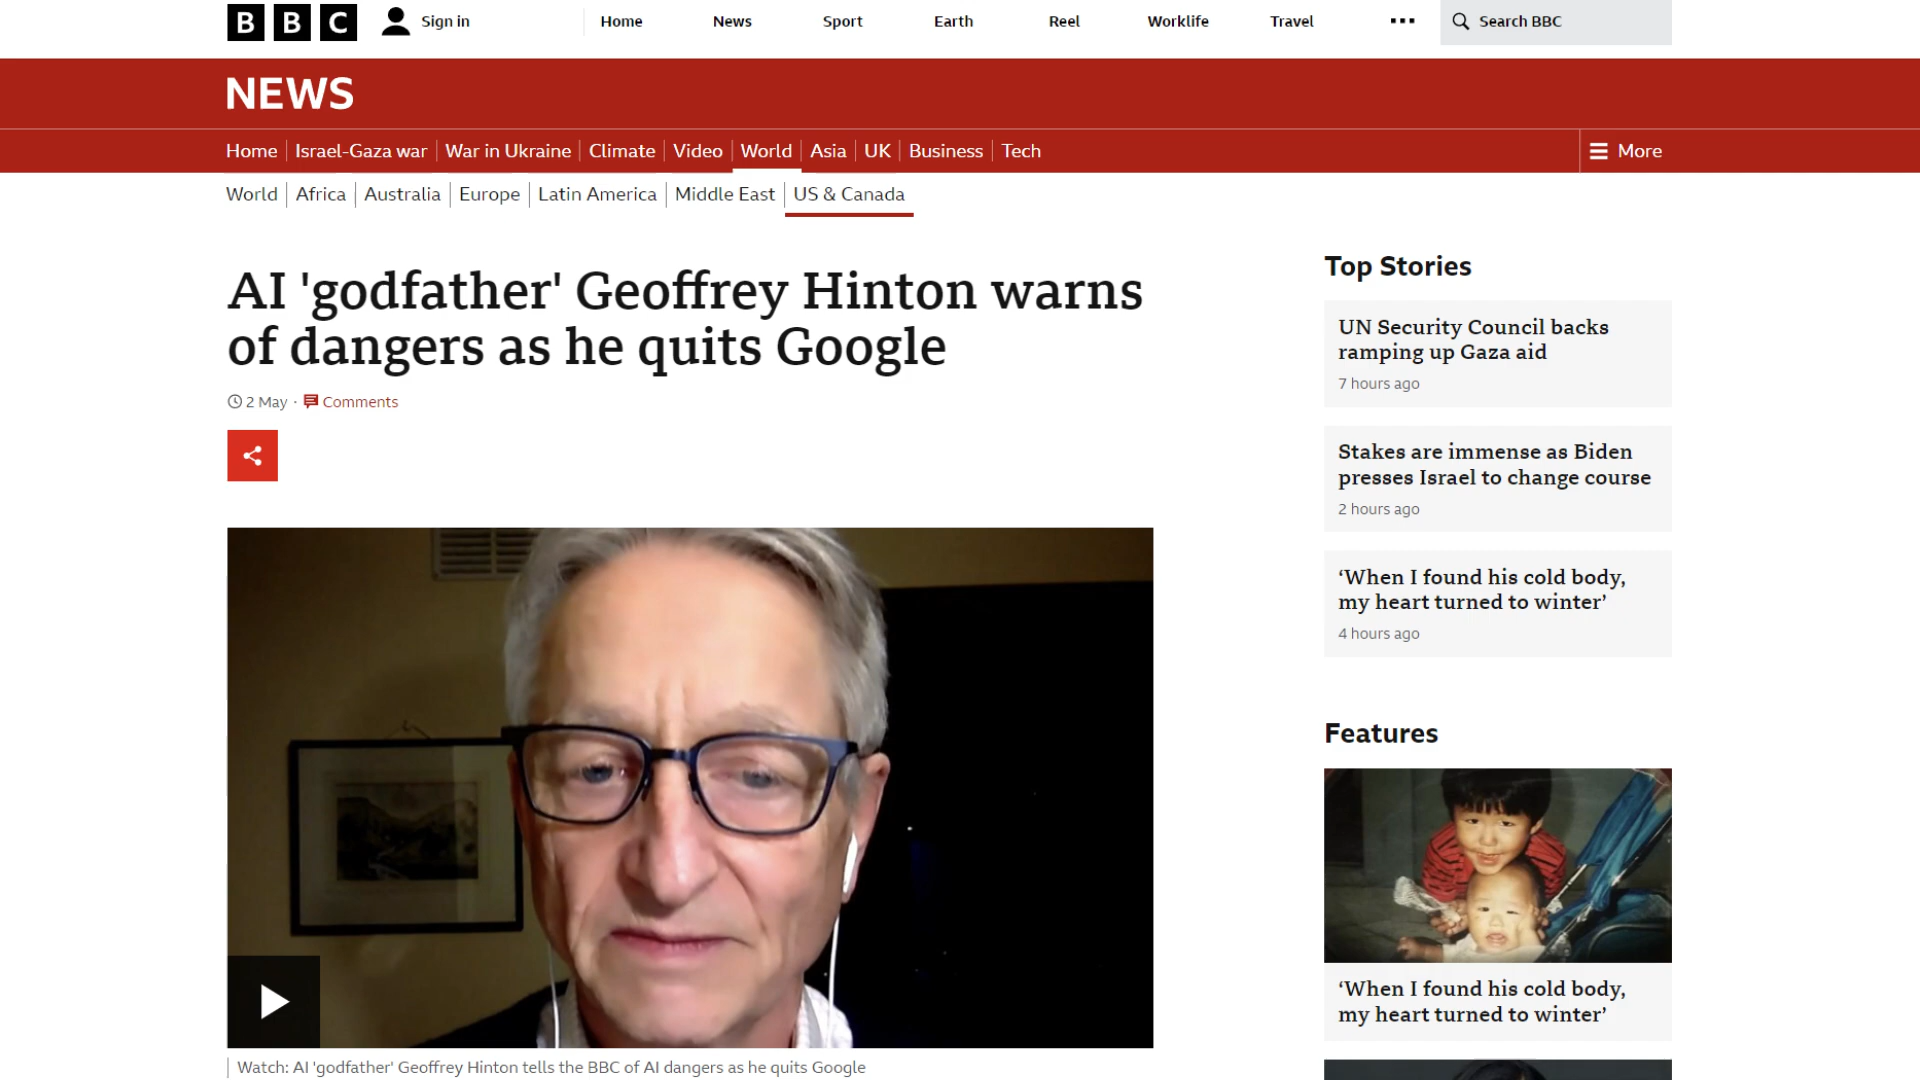 BBC
Sign in
Home
News
Sport
Earth
Reel
Worklife
Travel
Search BBC
NEWS
Home
Israel-Gaza war
War in Ukraine
Climate
Video
World
Asia
UK
Business
Tech
More
World
Africa
Australia
Europe
Latin America
Middle East
US & Canada
AI 'godfather' Geoffrey Hinton warns
of dangers as he quits Google
2 May · Comments
Watch: AI 'godfather' Geoffrey Hinton tells the BBC of AI dangers as he quits Google
Top Stories
UN Security Council backs
ramping up Gaza aid
7 hours ago
Stakes are immense as Biden
presses Israel to change course
2 hours ago
‘When I found his cold body,
my heart turned to winter’
4 hours ago
Features
‘When I found his cold body,
my heart turned to winter’